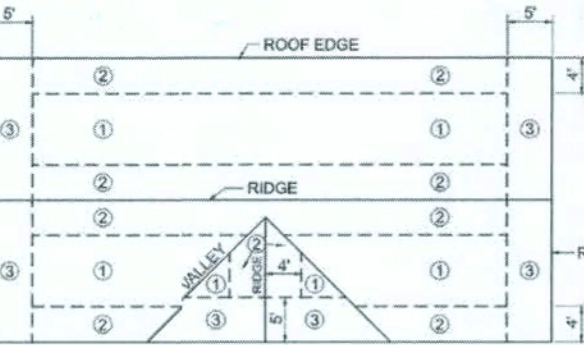 5' 5'
ROOF EDGE
② ② 4'
③ ① ① ③
② ②
RIDGE
② ②
②
③ ① VALLEY RIDGE 4' ① ③
① ①
② ③ 5' ③ ② 4'